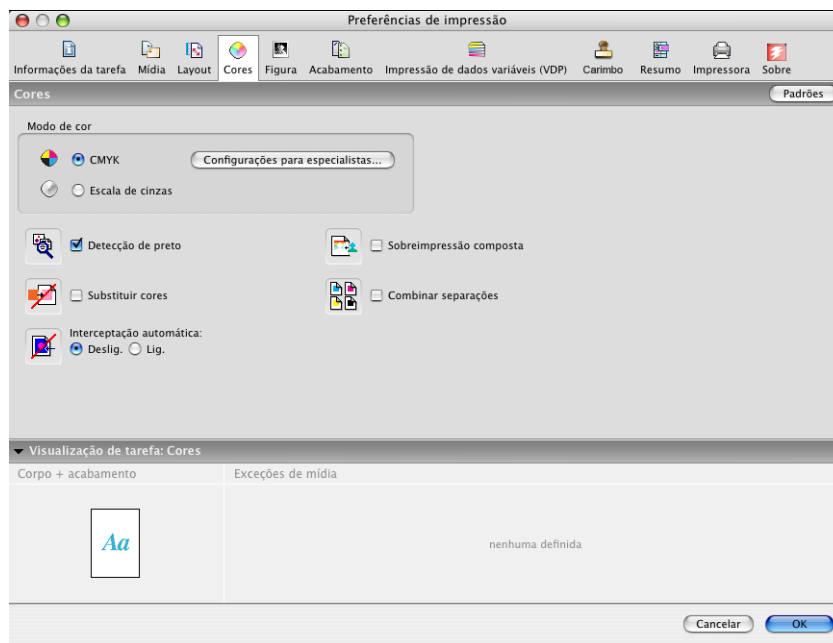 Preferências de impressão
Informações da tarefa Mídia Layout Cores Figura Acabamento Impressão de dados variáveis (VDP) Carimbo Resumo Impressora Sobre
Cores Padrões
Modo de cor
CMYK Configurações para especialistas...
Escala de cinzas
Detecção de preto Sobreimpressão composta
Substituir cores Combinar separações
Interceptação automática:
Deslig. Lig.
Visualização de tarefa: Cores
Corpo + acabamento Exceções de mídia
Aa nenhuma definida
Cancelar OK